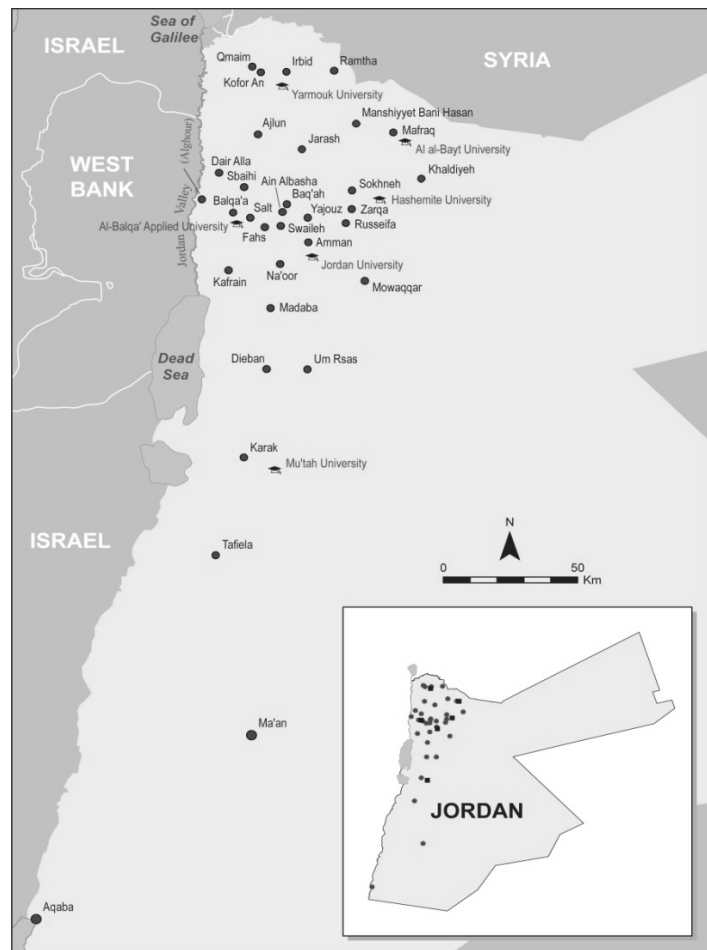 Sea of
Galilee
ISRAEL
SYRIA
Qmaim
Irbid
Ramtha
Kofor An
Yarmouk University
Manshiyyet Bani Hasan
Ajlun
Mafraq
Jarash
Al al-Bayt University
WEST
BANK
Jordan Valley (Alghour)
Dair Alla
Khaldiyeh
Sbaihi
Ain Albasha
Sokhneh
Baq'ah
Hashemite University
Balqa'a
Salt
Yajouz
Zarqa
Al-Balqa' Applied University
Fahs
Swaileh
Russeifa
Amman
Jordan University
Kafrain
Na'oor
Mowaqqar
Madaba
Dead
Sea
Dieban
Um Rsas
Karak
Mu'tah University
ISRAEL
Tafiela
N
0
50
Km
Ma'an
JORDAN
Aqaba